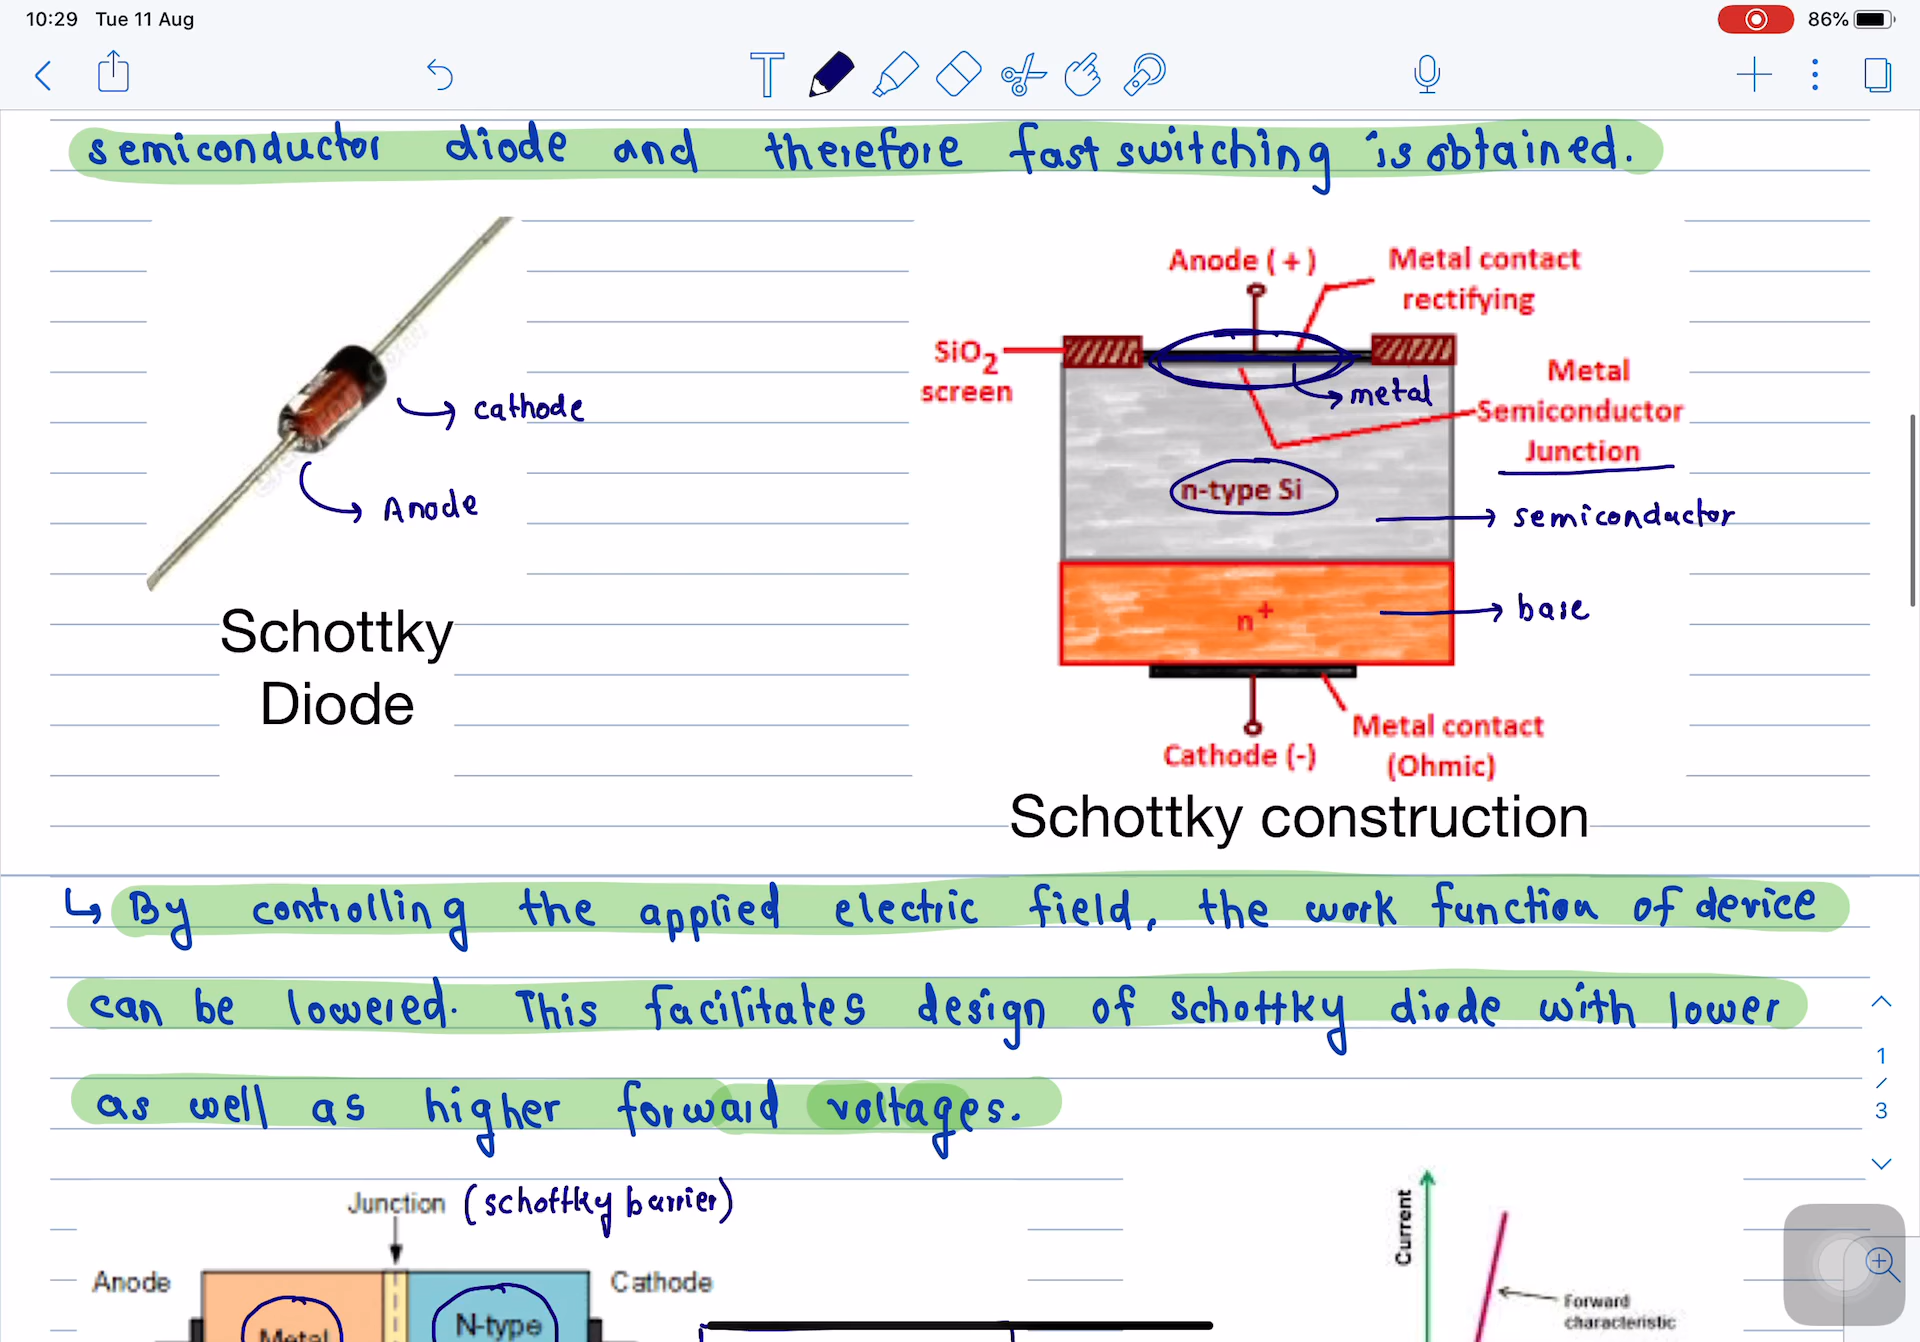 10:29 Tue 11 Aug
86%
semiconductor diode and therefore fast switching is obtained.
Anode (+)
Metal contact
rectifying
SiO2
screen
metal
Metal
Semiconductor
Junction
cathode
Anode
n-type Si
semiconductor
n+
base
Schottky
Diode
Cathode (-)
Metal contact
(Ohmic)
Schottky construction
↳ By controlling the applied electric field, the work function of device
can be lowered. This facilitates design of schottky diode with lower
as well as higher forward voltages.
1
/
3
Junction (schottky barrier)
Current
Anode
Cathode
Metal
N-type
Forward
characteristic